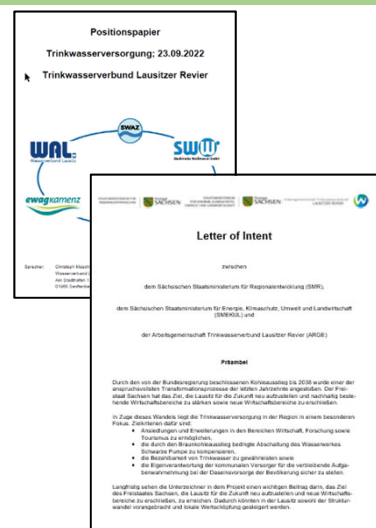 Positionspapier
Trinkwasserversorgung; 23.09.2022
Trinkwasserverbund Lausitzer Revier
SWAZ
WAL:
Wasserverband Lausitz
SWW
ewagkamenz
Sprecher:
Letter of Intent
zwischen
dem Sächsischen Staatsministerium für Regionalentwicklung (SMR),
dem Sächsischen Staatsministerium für Energie, Klimaschutz, Umwelt und Landwirtschaft
(SMEKUL) und
der Arbeitsgemeinschaft Trinkwasserverbund Lausitzer Revier (ARGE)
Präambel
Durch den von der Bundesregierung beschlossenen Kohleausstieg bis 2038 wurde einer der
anspruchsvollsten Transformationsprozesse der letzten Jahrzehnte angestoßen. Der Frei-
staat Sachsen hat das Ziel, die Lausitz für die Zukunft neu aufzustellen und nachhaltig beste-
hende Wirtschaftsbereiche zu stärken sowie neue Wirtschaftsbereiche zu erschließen.
In Zuge dieses Wandels liegt die Trinkwasserversorgung in der Region in einem besonderen
Fokus. Zielkriterien dafür sind:
• Ansiedlungen und Erweiterungen in den Bereichen Wirtschaft, Forschung sowie
Tourismus zu ermöglichen,
• die durch den Braunkohleausstieg bedingte Abschaltung des Wasserwerkes
Schwarze Pumpe zu kompensieren,
• die Bezahlbarkeit von Trinkwasser zu gewährleisten sowie
• die Eigenverantwortung der kommunalen Versorger für die verbleibende Aufga-
benwahrnehmung bei der Daseinsvorsorge der Bevölkerung sicher zu stellen.
Langfristig sehen die Unterzeichner in dem Projekt einen wichtigen Beitrag darin, das Ziel
des Freistaates Sachsen, die Lausitz für die Zukunft neu aufzustellen und neue Wirtschafts-
bereiche zu erschließen, zu erreichen. Dadurch könnten in der Lausitz sowohl der Struktur-
wandel vorangebracht und lokale Wertschöpfung gesteigert werden.